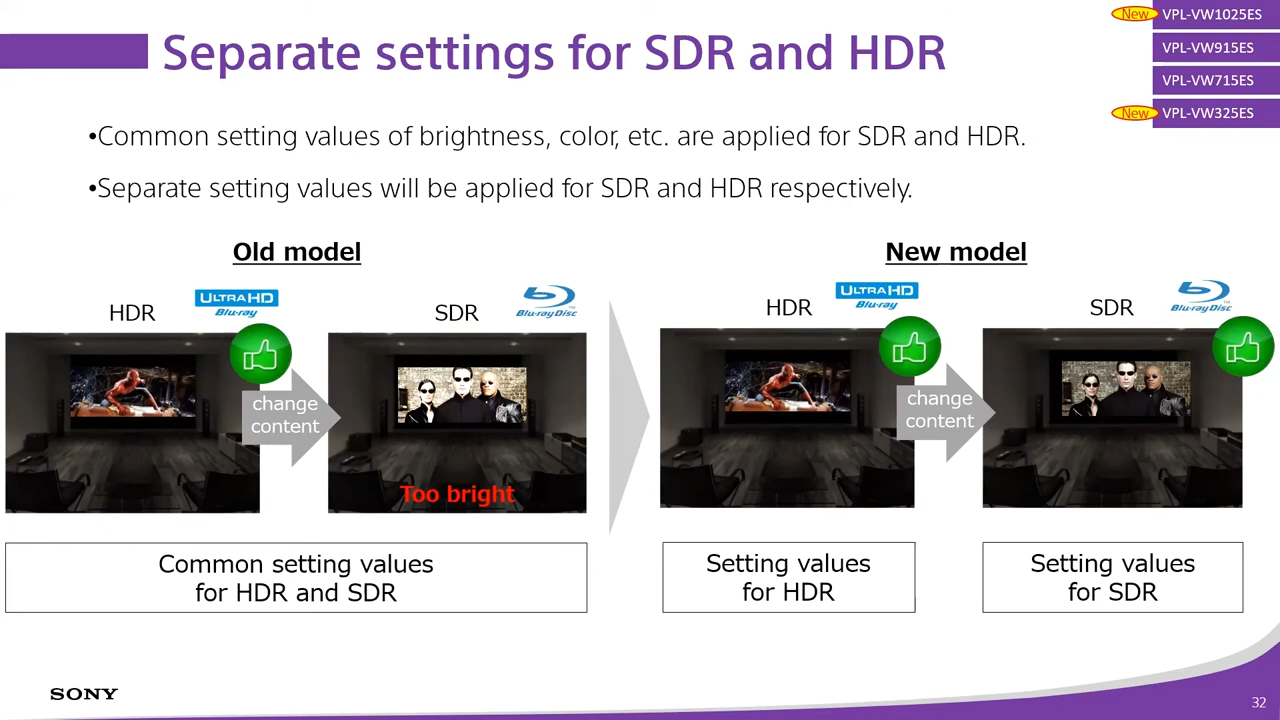 New
VPL-VW1025ES
Separate settings for SDR and HDR
VPL-VW915ES
VPL-VW715ES
New
VPL-VW325ES
•Common setting values of brightness, color, etc. are applied for SDR and HDR.
•Separate setting values will be applied for SDR and HDR respectively.
Old model
HDR
ULTRA HD
Blu-ray
SDR
Blu-ray Disc
TM
change
content
Too bright
Common setting values
for HDR and SDR
New model
HDR
ULTRA HD
Blu-ray
SDR
Blu-ray Disc
TM
change
content
Setting values
for HDR
Setting values
for SDR
SONY
32